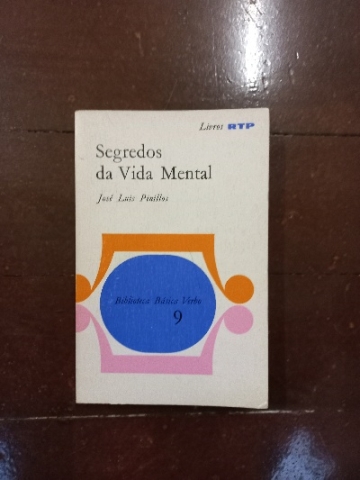 Livros RTP
Segredos
da Vida Mental
José Luis Pinillos
Biblioteca Básica Verbo
9